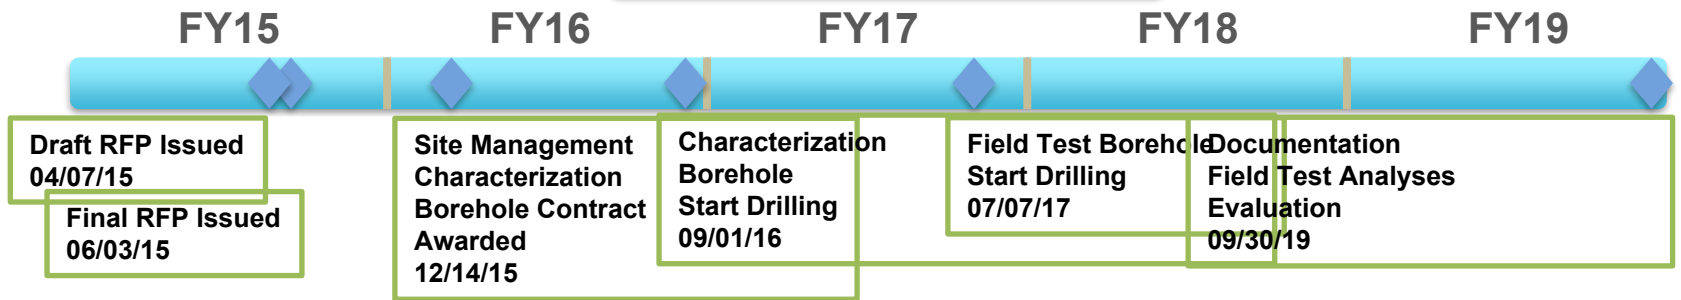 FY15 FY16 FY17 FY18 FY19
Draft RFP Issued
04/07/15
Final RFP Issued
06/03/15
Site Management
Characterization
Borehole Contract
Awarded
12/14/15
Characterization
Borehole
Start Drilling
09/01/16
Field Test Borehole
Start Drilling
07/07/17
Documentation
Field Test Analyses
Evaluation
09/30/19